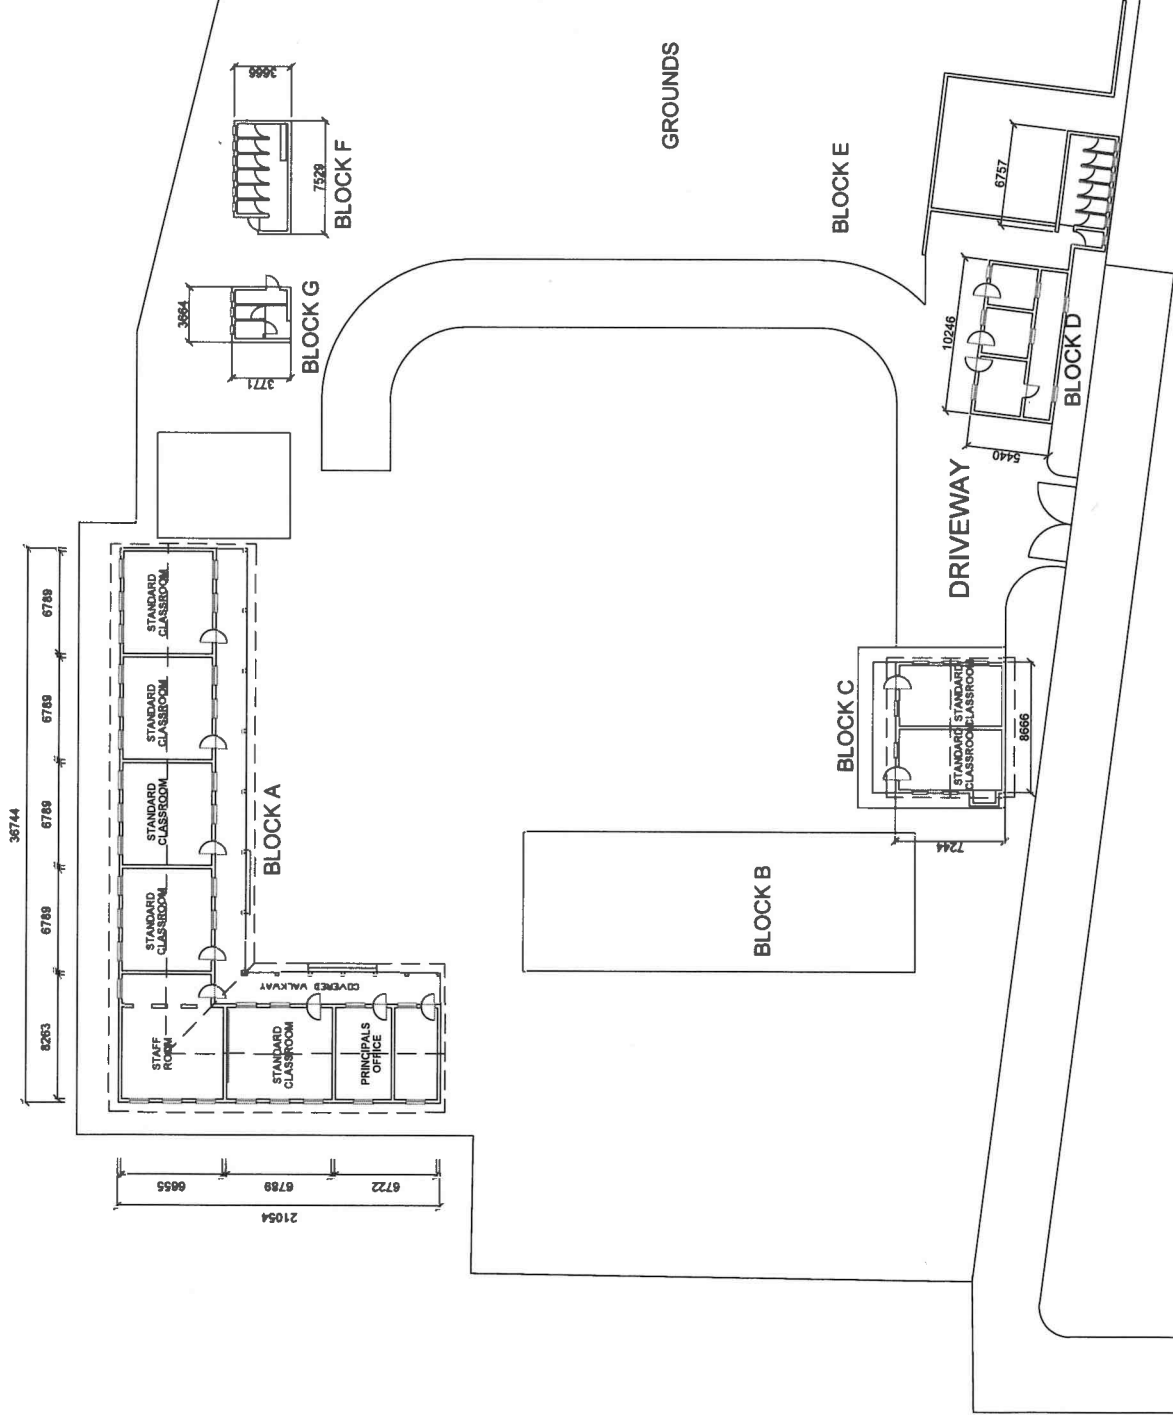 3666
7529
BLOCK F
GROUNDS
BLOCK E
6757
3664
3771
BLOCK G
10246
5440
BLOCK D
DRIVEWAY
36744
6789
6789
6789
6789
8263
STANDARD
CLASSROOM
STANDARD
CLASSROOM
STANDARD
CLASSROOM
STANDARD
CLASSROOM
STAFF
ROOM
STANDARD
CLASSROOM
PRINCIPALS
OFFICE
COVERED WALKWAY
BLOCK A
6655
6789
6722
21054
BLOCK B
BLOCK C
STANDARD
CLASSROOM
STANDARD
CLASSROOM
8666
7244